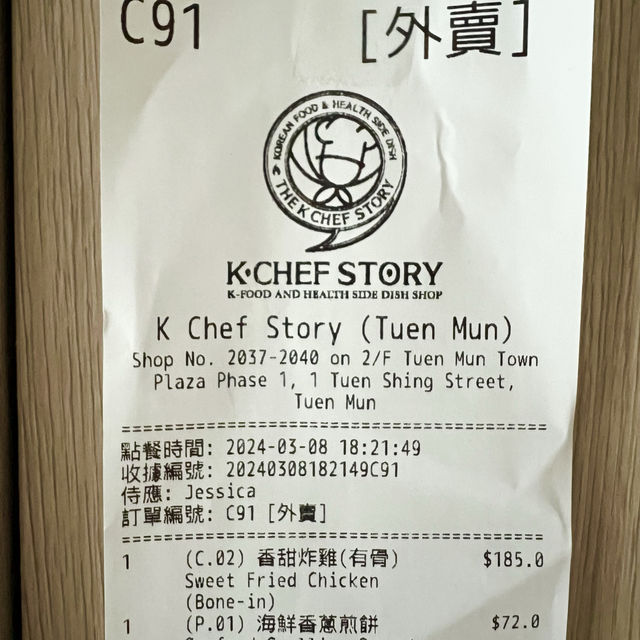 C91 [外賣]
KOREAN FOOD & HEALTH SIDE DISH
THE K CHEF STORY
K·CHEF STORY
K-FOOD AND HEALTH SIDE DISH SHOP
K Chef Story (Tuen Mun)
Shop No. 2037-2040 on 2/F Tuen Mun Town
Plaza Phase 1, 1 Tuen Shing Street,
Tuen Mun
點餐時間: 2024-03-08 18:21:49
收據編號: 20240308182149C91
侍應: Jessica
訂單編號: C91 [外賣]
1 (C.02) 香甜炸雞(有骨) $185.0
Sweet Fried Chicken
(Bone-in)
1 (P.01) 海鮮香蔥煎餅 $72.0